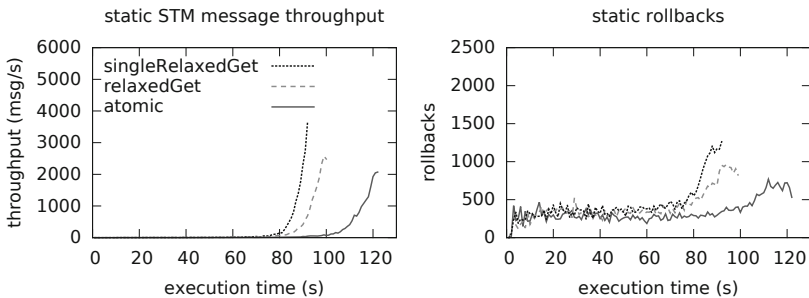 static STM message throughput
throughput (msg/s)
6000
5000
4000
3000
2000
1000
0
singleRelaxedGet
relaxedGet
atomic
0 20 40 60 80 100 120
execution time (s)
static rollbacks
rollbacks
2500
2000
1500
1000
500
0
0 20 40 60 80 100 120
execution time (s)